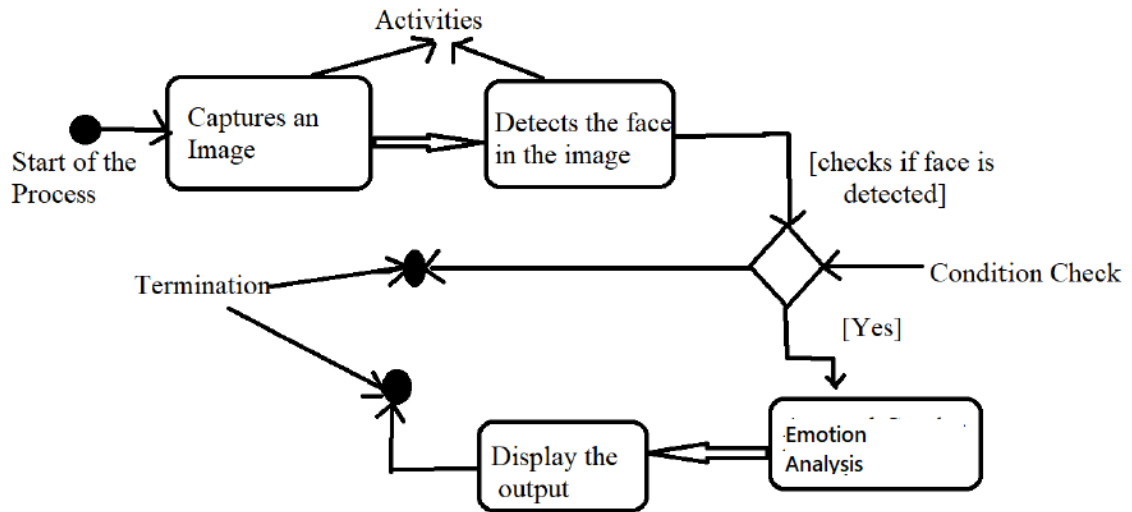 Activities
Captures an
Image
Detects the face
in the image
Start of the
Process
[checks if face is
detected]
Termination
Condition Check
[Yes]
Emotion
Analysis
Display the
output